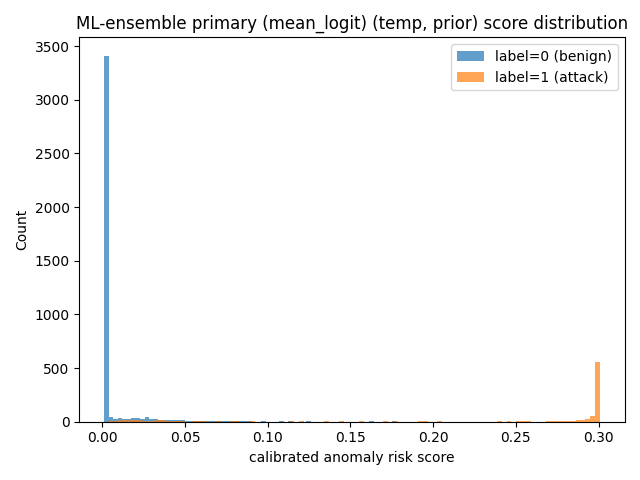 ML-ensemble primary (mean_logit) (temp, prior) score distribution
label=0 (benign)
label=1 (attack)
Count
3500
3000
2500
2000
1500
1000
500
0
0.00 0.05 0.10 0.15 0.20 0.25 0.30
calibrated anomaly risk score